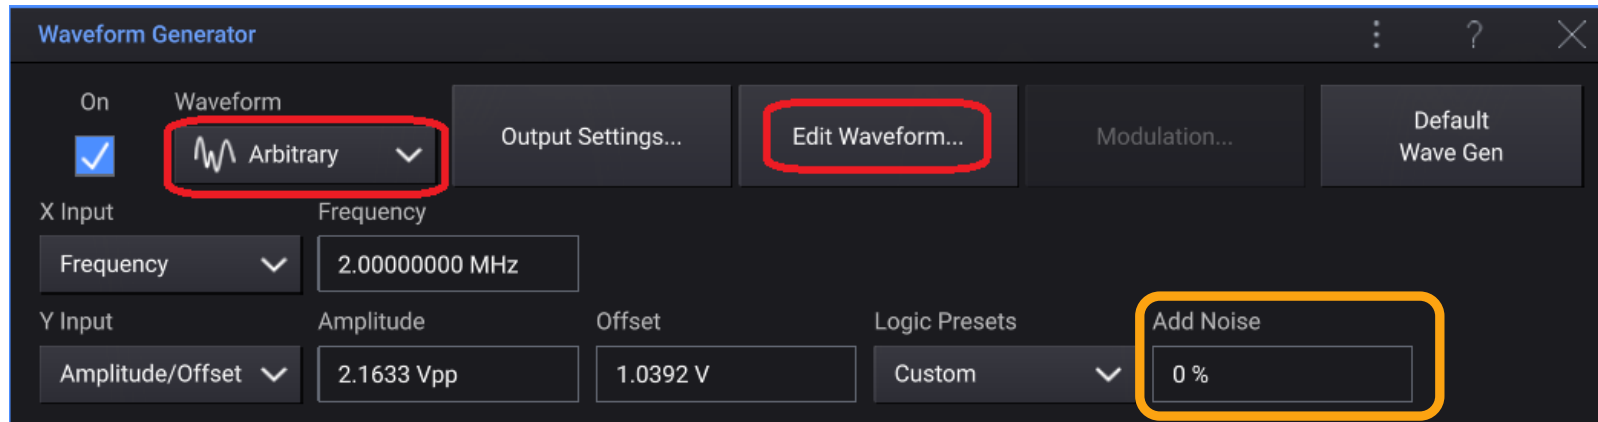 Waveform Generator
?
On
Waveform
Arbitrary
Output Settings...
Edit Waveform...
Modulation...
Default
Wave Gen
X Input
Frequency
Frequency
2.00000000 MHz
Y Input
Amplitude
Offset
Logic Presets
Add Noise
Amplitude/Offset
2.1633 Vpp
1.0392 V
Custom
0 %